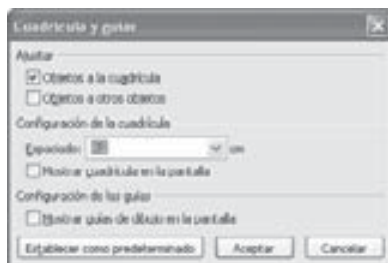 Cuadrícula y guías
Ajustar
Objetos a la cuadrícula
Objetos a otros objetos
Configuración de la cuadrícula
Espaciado: cm
Mostrar cuadrícula en la pantalla
Configuración de las guías
Mostrar guías de dibujo en la pantalla
Establecer como predeterminado Aceptar Cancelar